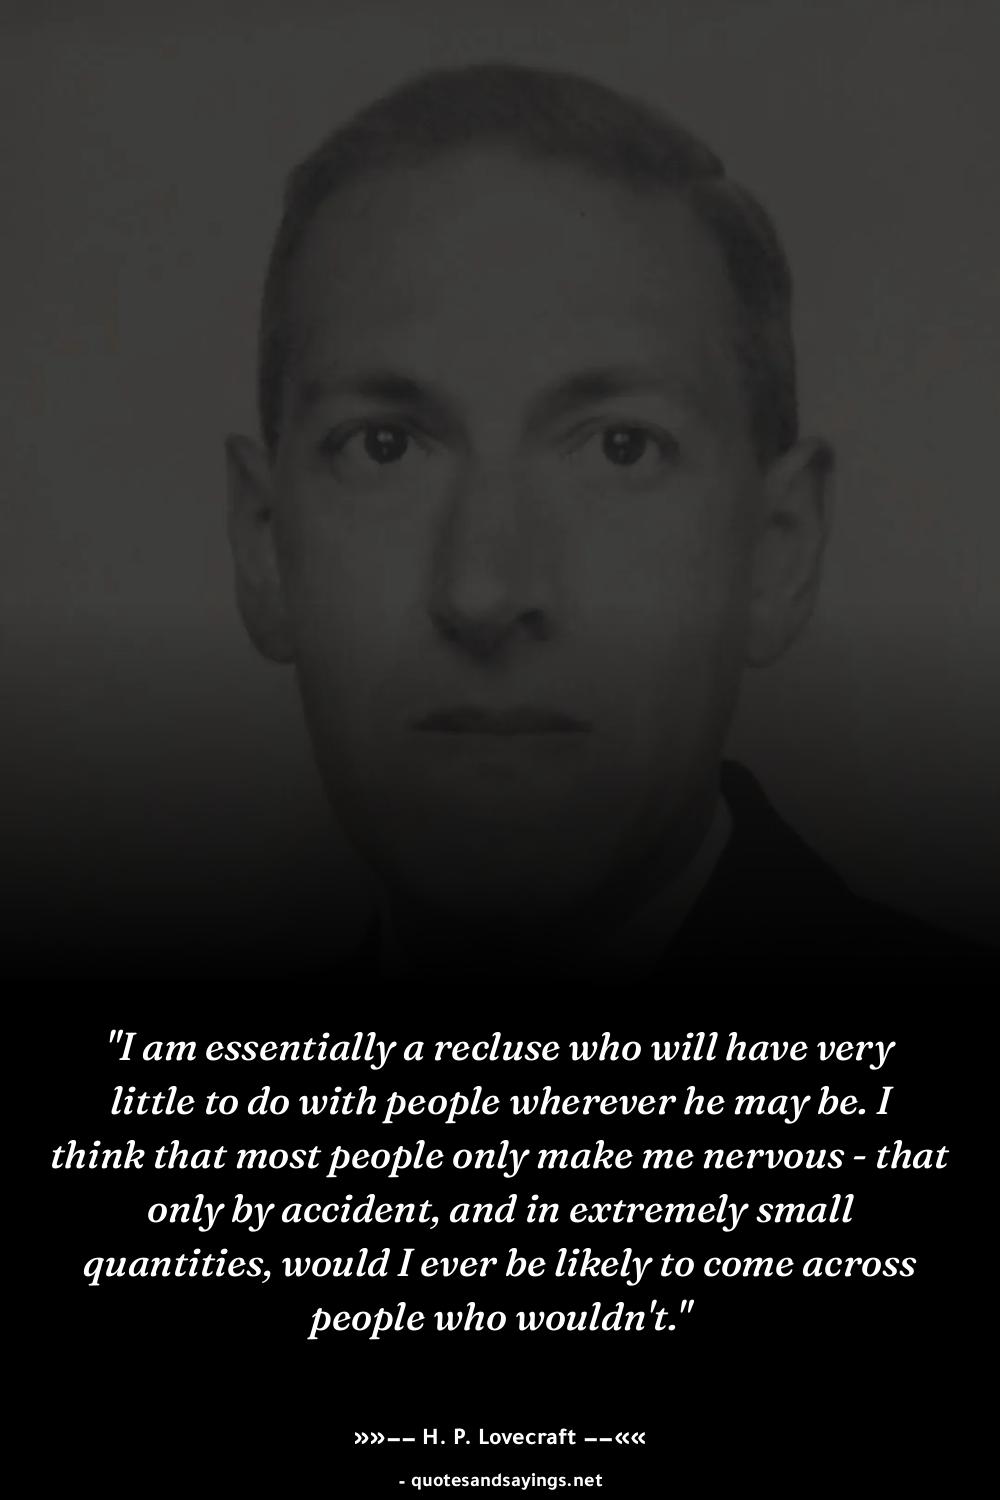 "I am essentially a recluse who will have very
little to do with people wherever he may be. I
think that most people only make me nervous - that
only by accident, and in extremely small
quantities, would I ever be likely to come across
people who wouldn't."
»»–– H. P. Lovecraft ––««
- quotesandsayings.net